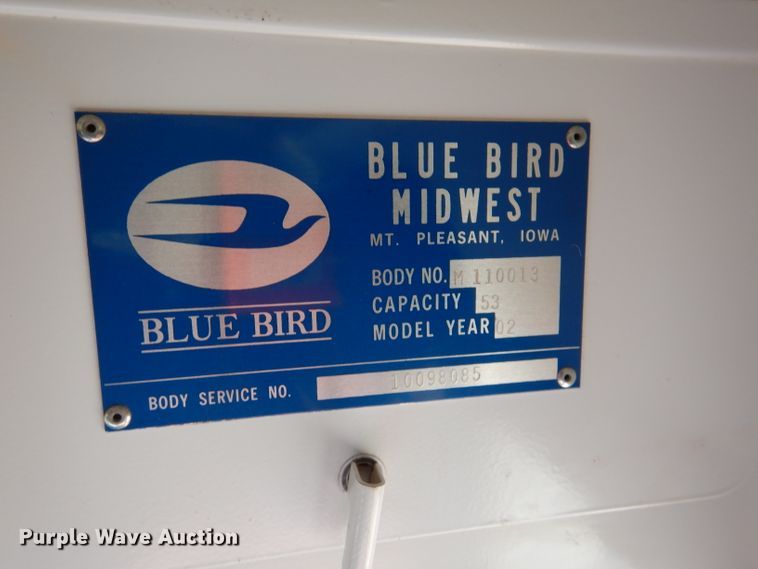 BLUE BIRD
MIDWEST
MT. PLEASANT, IOWA
BODY NO. M 110013
CAPACITY 53
MODEL YEAR 02
BLUE BIRD
BODY SERVICE NO. 10098085
Purple Wave Auction